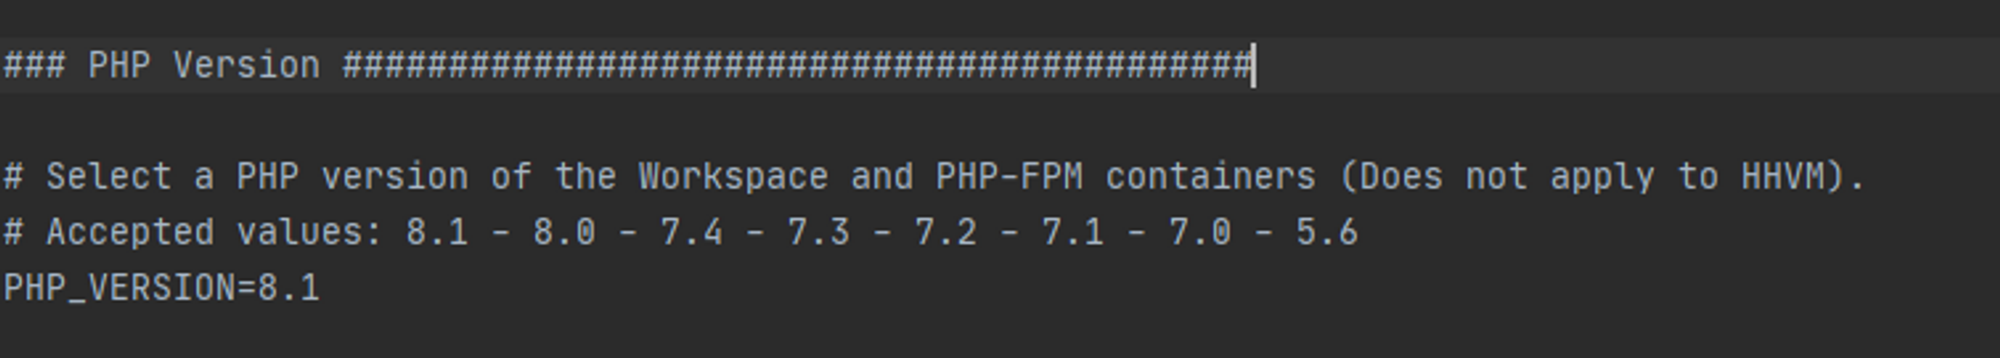 ### PHP Version ###########################################
# Select a PHP version of the Workspace and PHP-FPM containers (Does not apply to HHVM).
# Accepted values: 8.1 - 8.0 - 7.4 - 7.3 - 7.2 - 7.1 - 7.0 - 5.6
PHP_VERSION=8.1